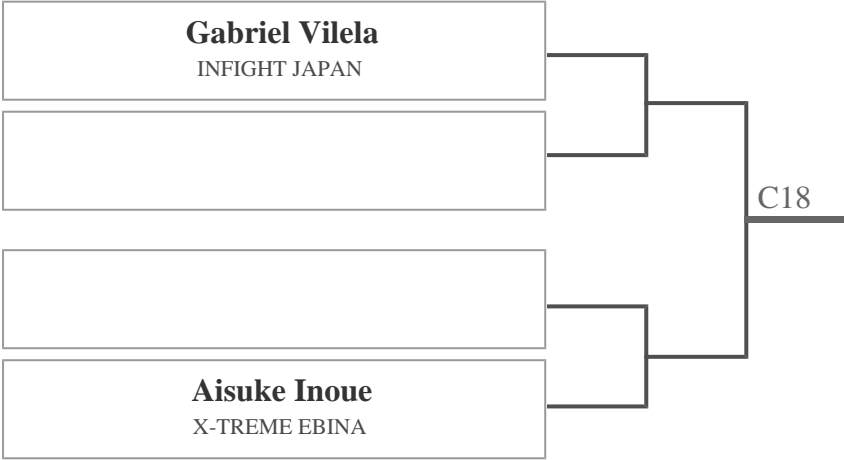 Gabriel Vilela
INFIGHT JAPAN
C18
Aisuke Inoue
X-TREME EBINA